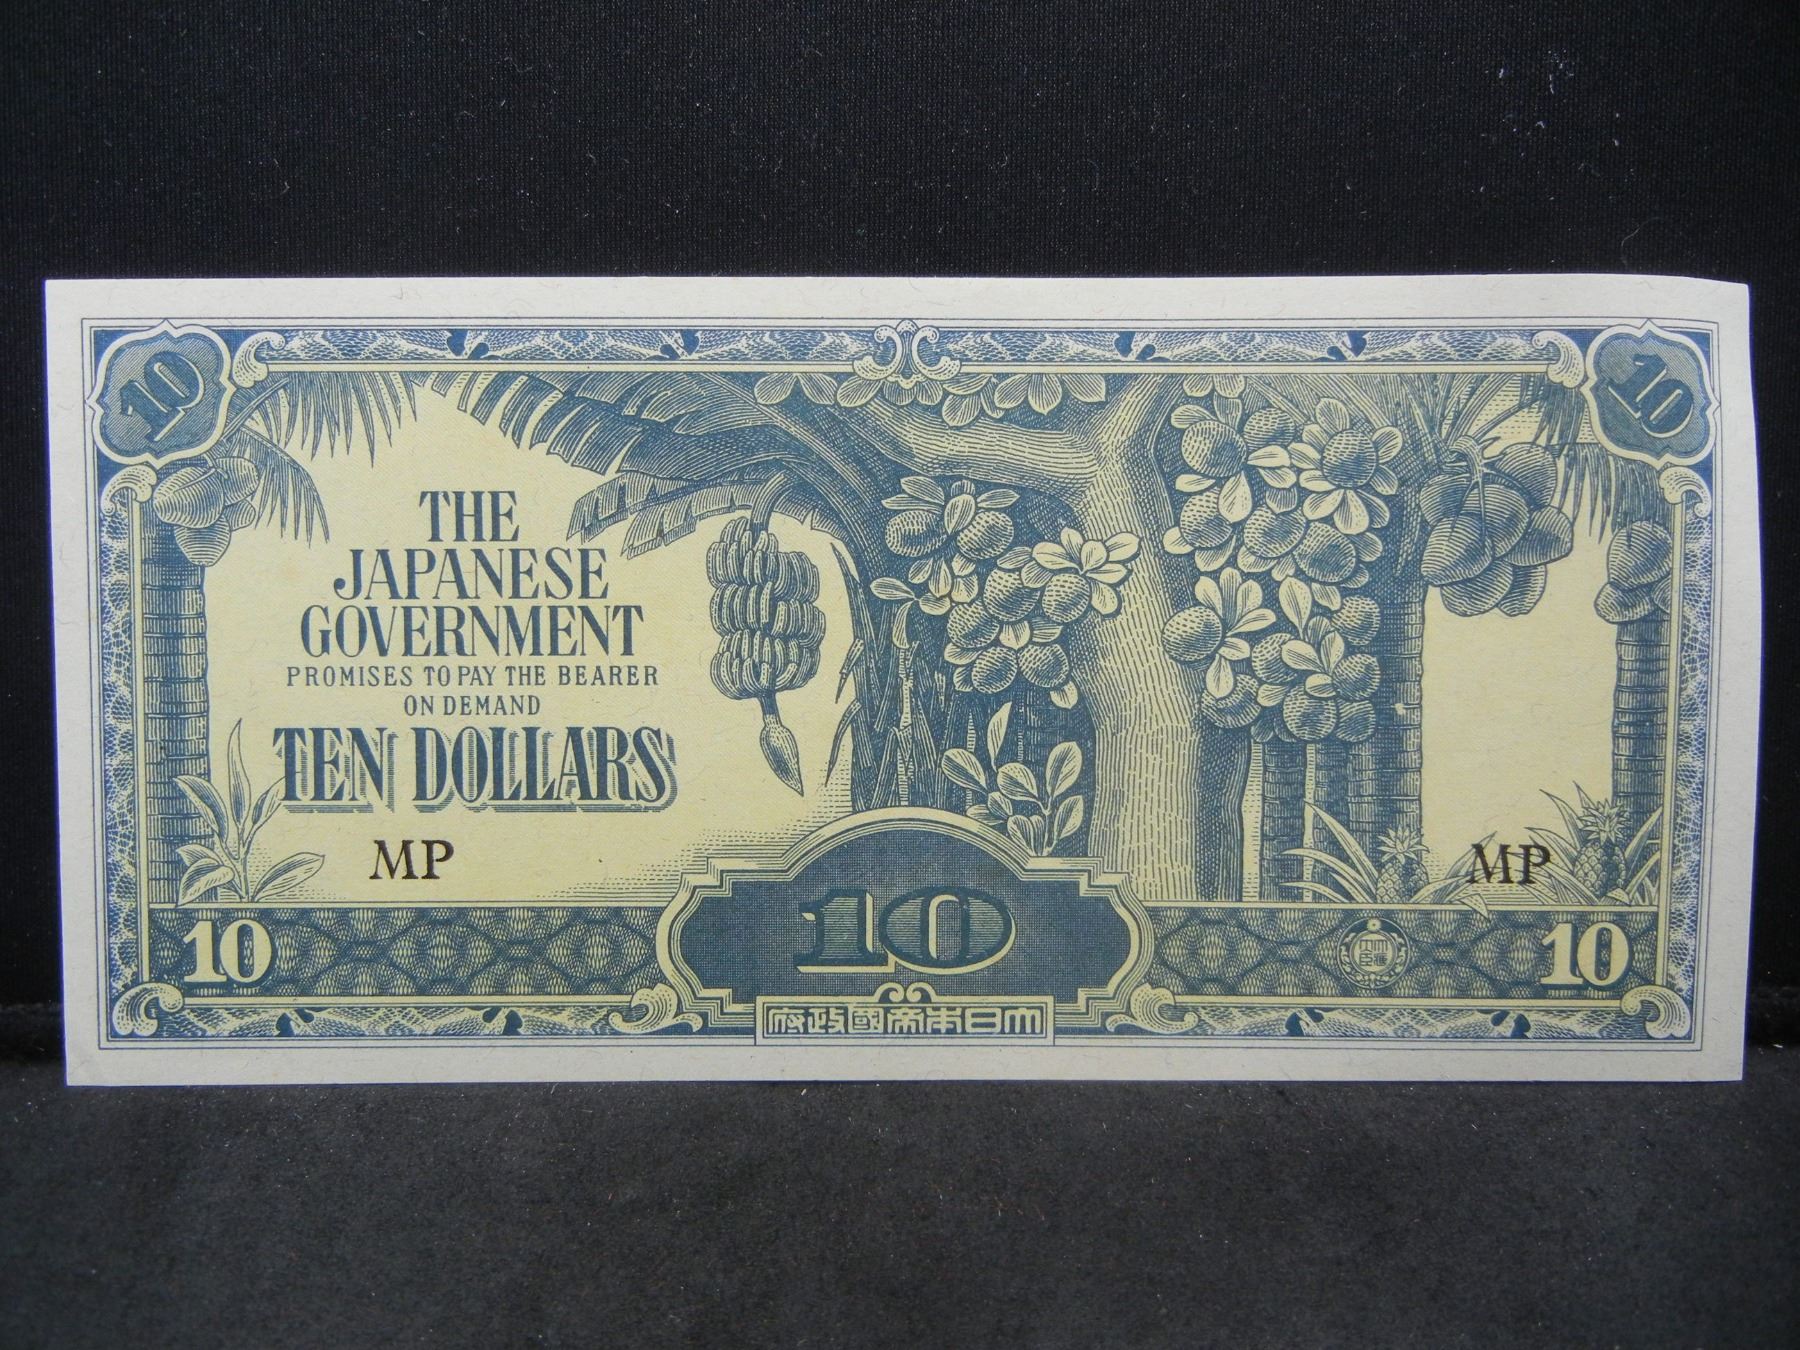 10
10
THE
JAPANESE
GOVERNMENT
PROMISES TO PAY THE BEARER
ON DEMAND
TEN DOLLARS
MP
MP
10
10
10
府政國帝本日大